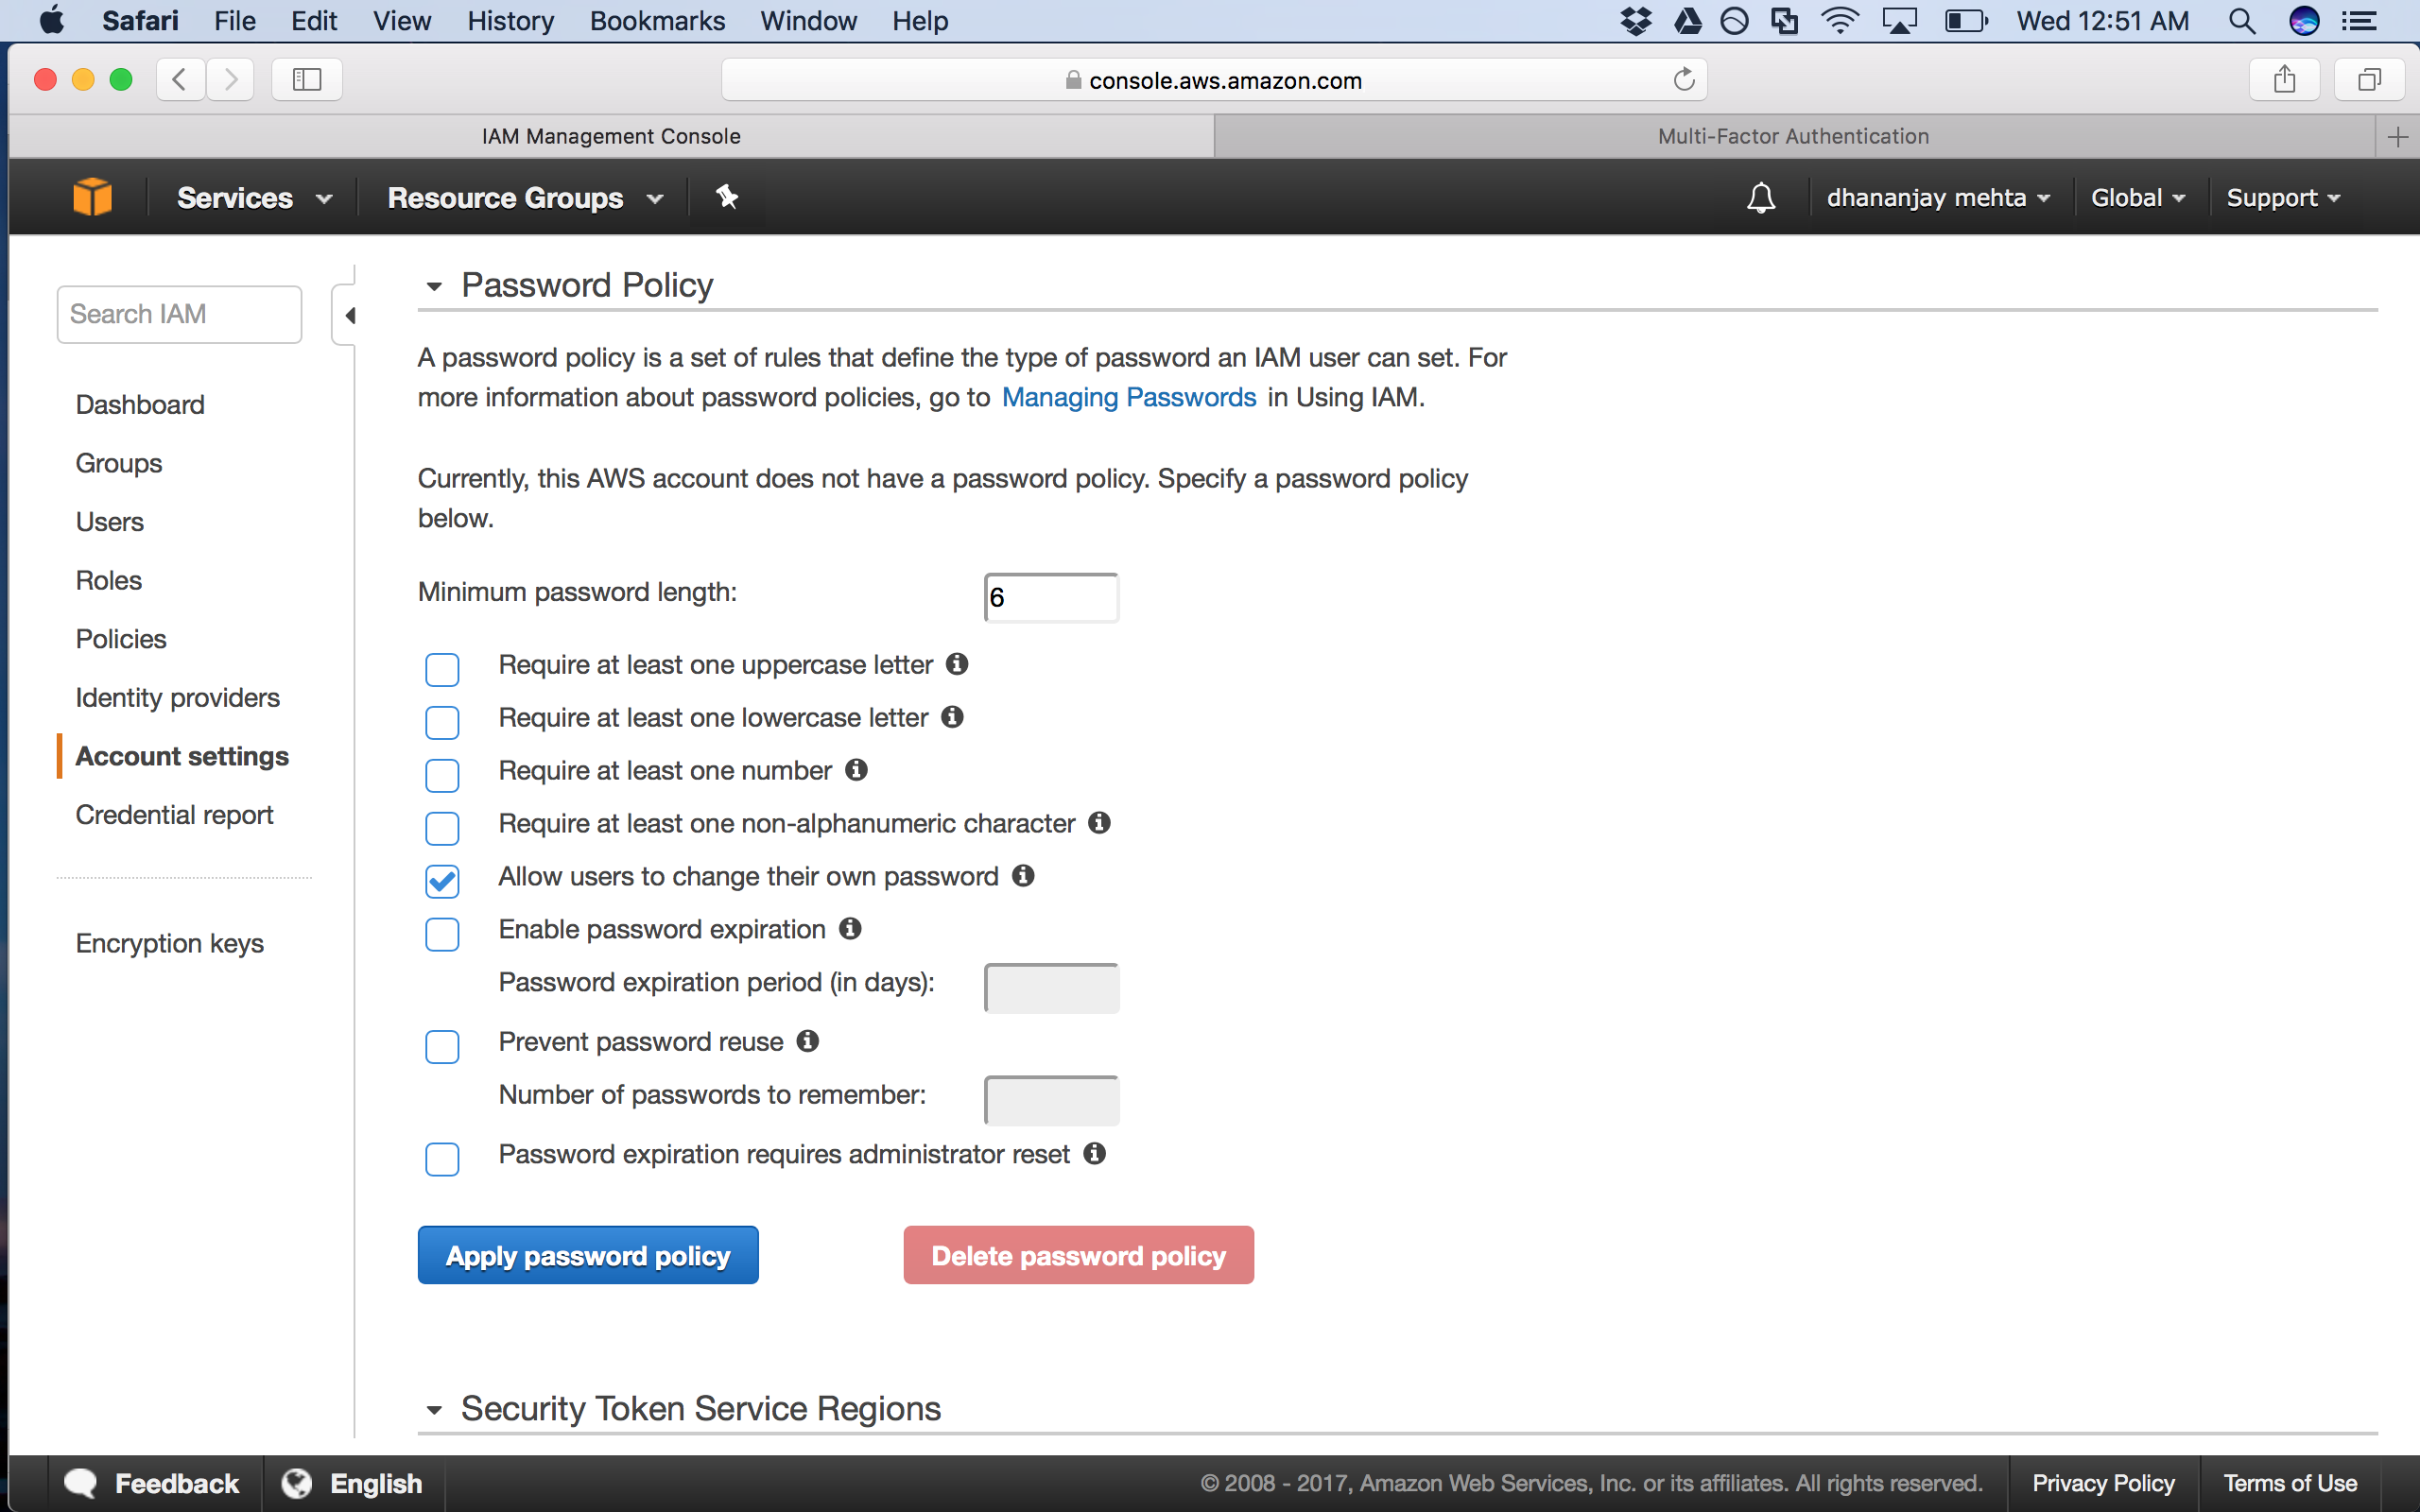 Safari File Edit View History Bookmarks Window Help Wed 12:51 AM
console.aws.amazon.com
IAM Management Console Multi-Factor Authentication
Services Resource Groups dhananjay mehta Global Support
Search IAM
Dashboard
Groups
Users
Roles
Policies
Identity providers
Account settings
Credential report
Encryption keys
Password Policy
A password policy is a set of rules that define the type of password an IAM user can set. For
more information about password policies, go to Managing Passwords in Using IAM.
Currently, this AWS account does not have a password policy. Specify a password policy
below.
Minimum password length: 6
Require at least one uppercase letter
Require at least one lowercase letter
Require at least one number
Require at least one non-alphanumeric character
Allow users to change their own password
Enable password expiration
Password expiration period (in days):
Prevent password reuse
Number of passwords to remember:
Password expiration requires administrator reset
Apply password policy Delete password policy
Security Token Service Regions
Feedback English © 2008 - 2017, Amazon Web Services, Inc. or its affiliates. All rights reserved. Privacy Policy Terms of Use